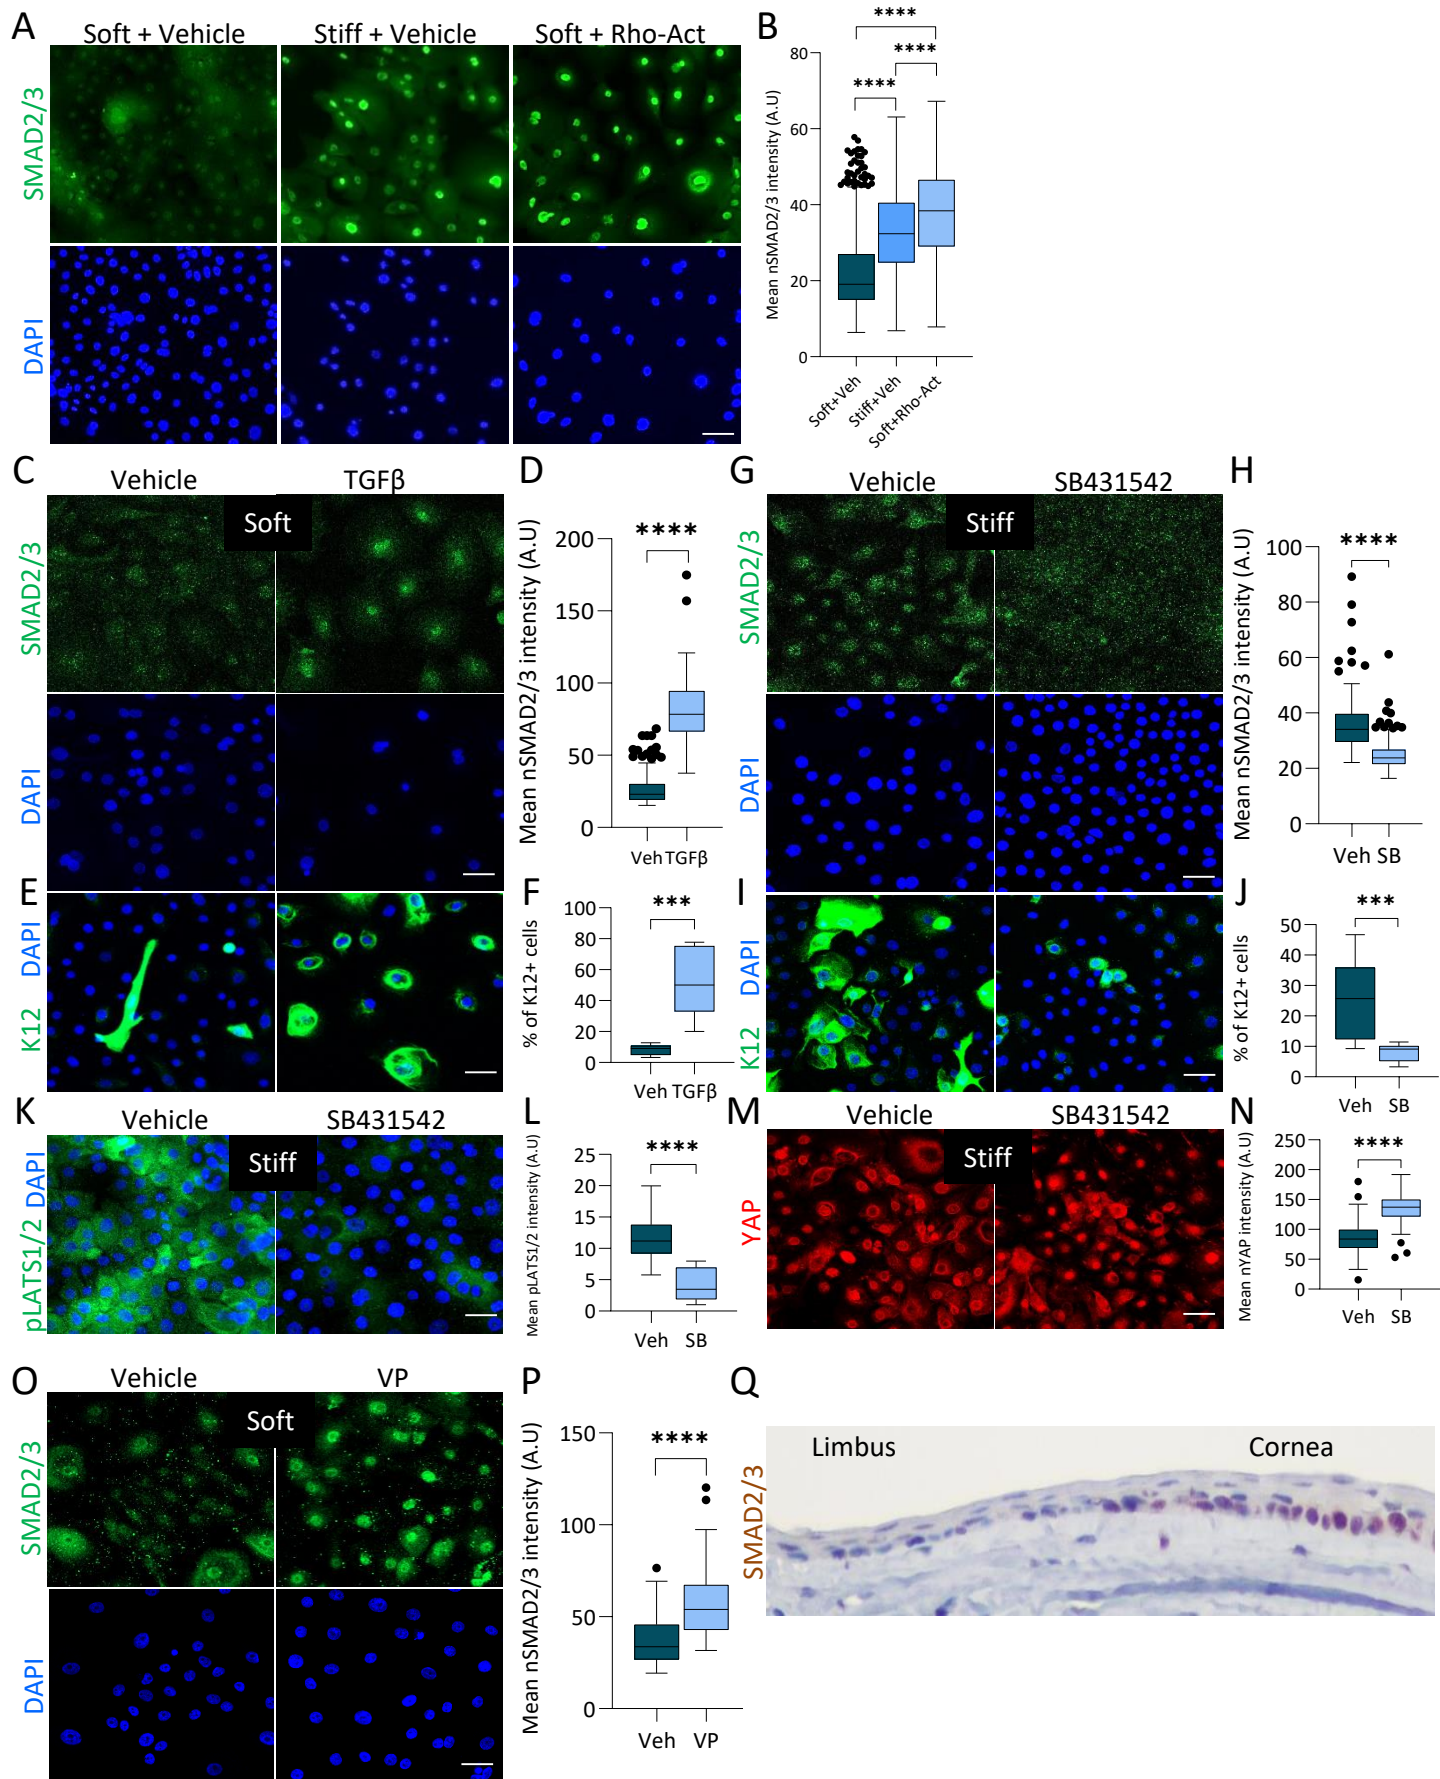 A
Soft + Vehicle
Stiff + Vehicle
Soft + Rho-Act
SMAD2/3
DAPI
B
****
****
****
Mean nSMAD2/3 intensity (A.U)
80
60
40
20
0
Soft+Veh
Stiff+Veh
Soft+Rho-Act
C
Vehicle
TGFβ
Soft
SMAD2/3
DAPI
D
****
Mean nSMAD2/3 intensity (A.U)
200
150
100
50
0
Veh TGFβ
E
K12 DAPI
F
***
% of K12+ cells
100
80
60
40
20
0
Veh TGFβ
G
Vehicle
SB431542
Stiff
SMAD2/3
DAPI
H
****
Mean nSMAD2/3 intensity (A.U)
100
80
60
40
20
0
Veh SB
I
K12 DAPI
J
***
% of K12+ cells
50
40
30
20
10
0
Veh SB
K
Vehicle
SB431542
Stiff
pLATS1/2 DAPI
L
****
Mean pLATS1/2 intensity (A.U)
25
20
15
10
5
0
Veh SB
M
Vehicle
SB431542
Stiff
YAP
N
****
Mean nYAP intensity (A.U)
250
200
150
100
50
0
Veh SB
O
Vehicle
VP
Soft
SMAD2/3
DAPI
P
****
Mean nSMAD2/3 intensity (A.U)
150
100
50
0
Veh VP
Q
Limbus
Cornea
SMAD2/3